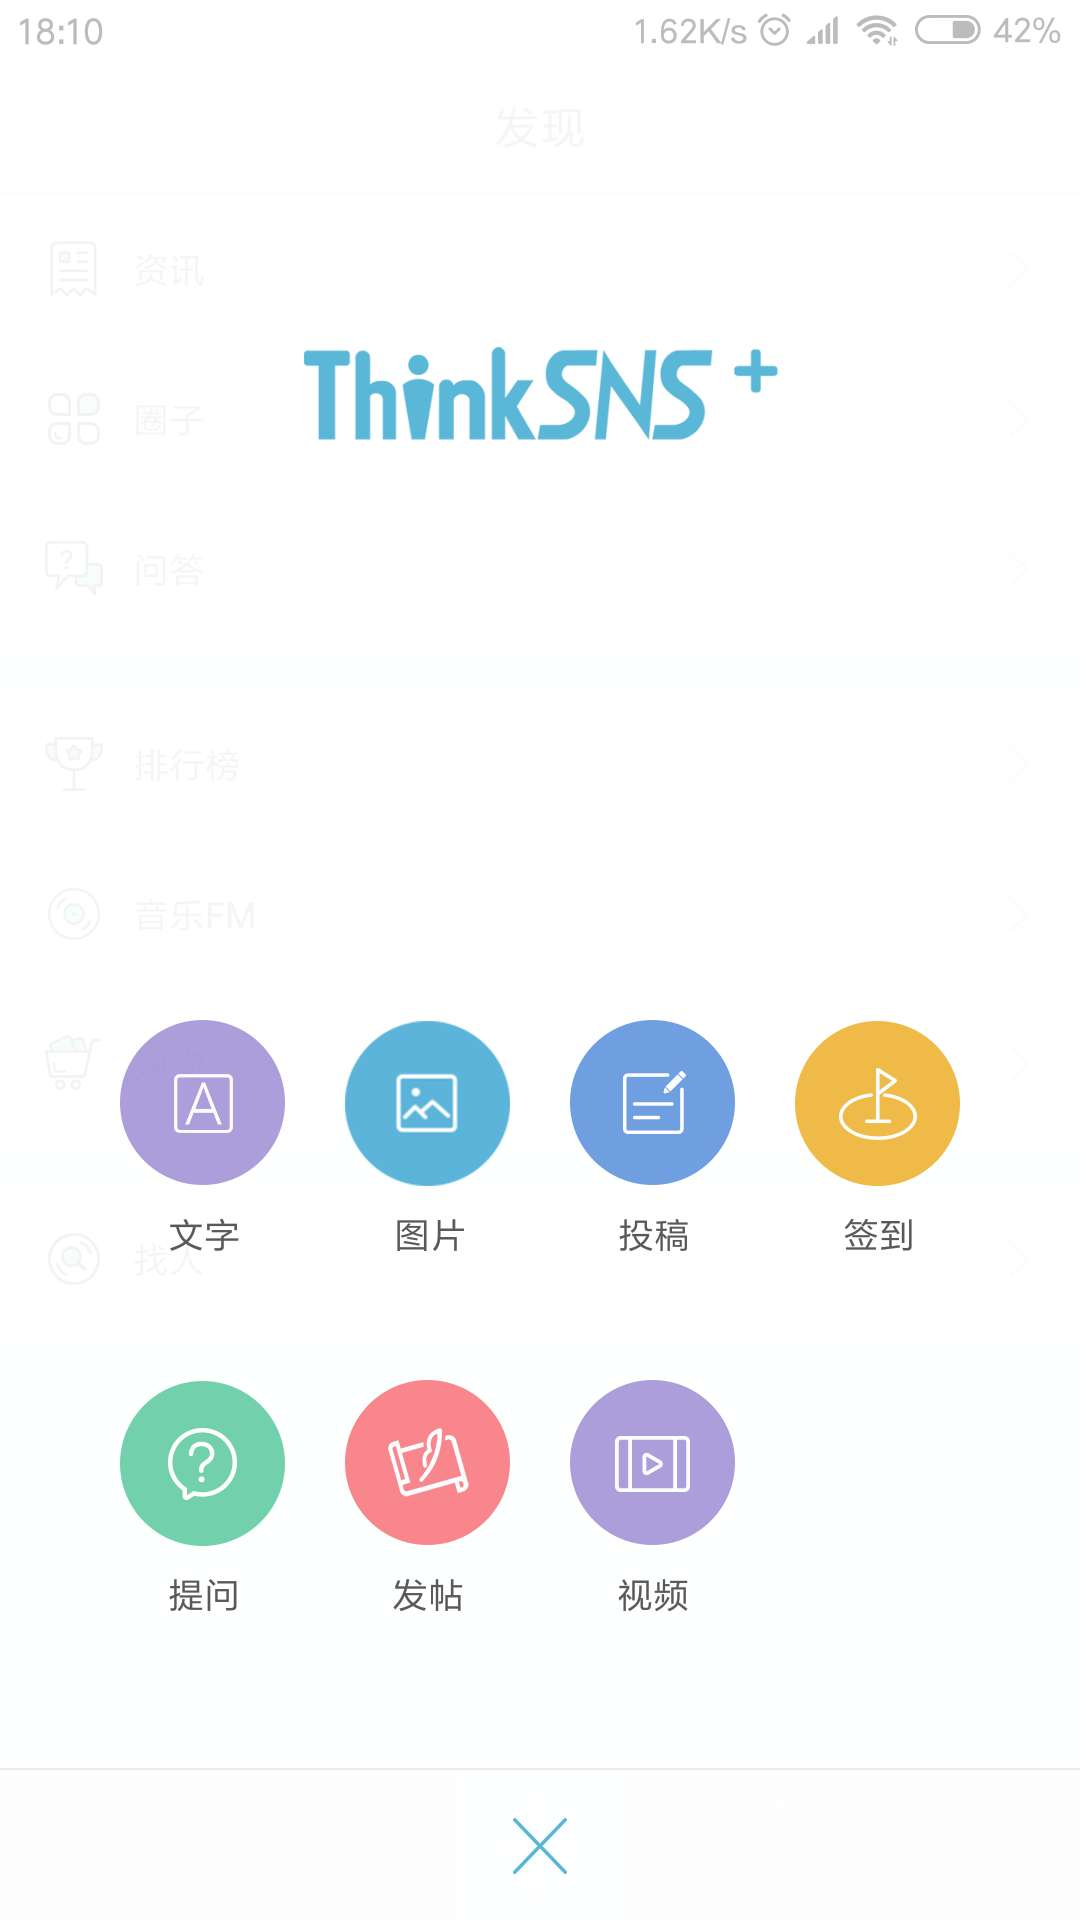 18:10 1.62K/s 42%
发现
资讯
ThinkSNS+
圈子
问答
排行榜
音乐FM
文字 图片 投稿 签到
找人
提问 发帖 视频